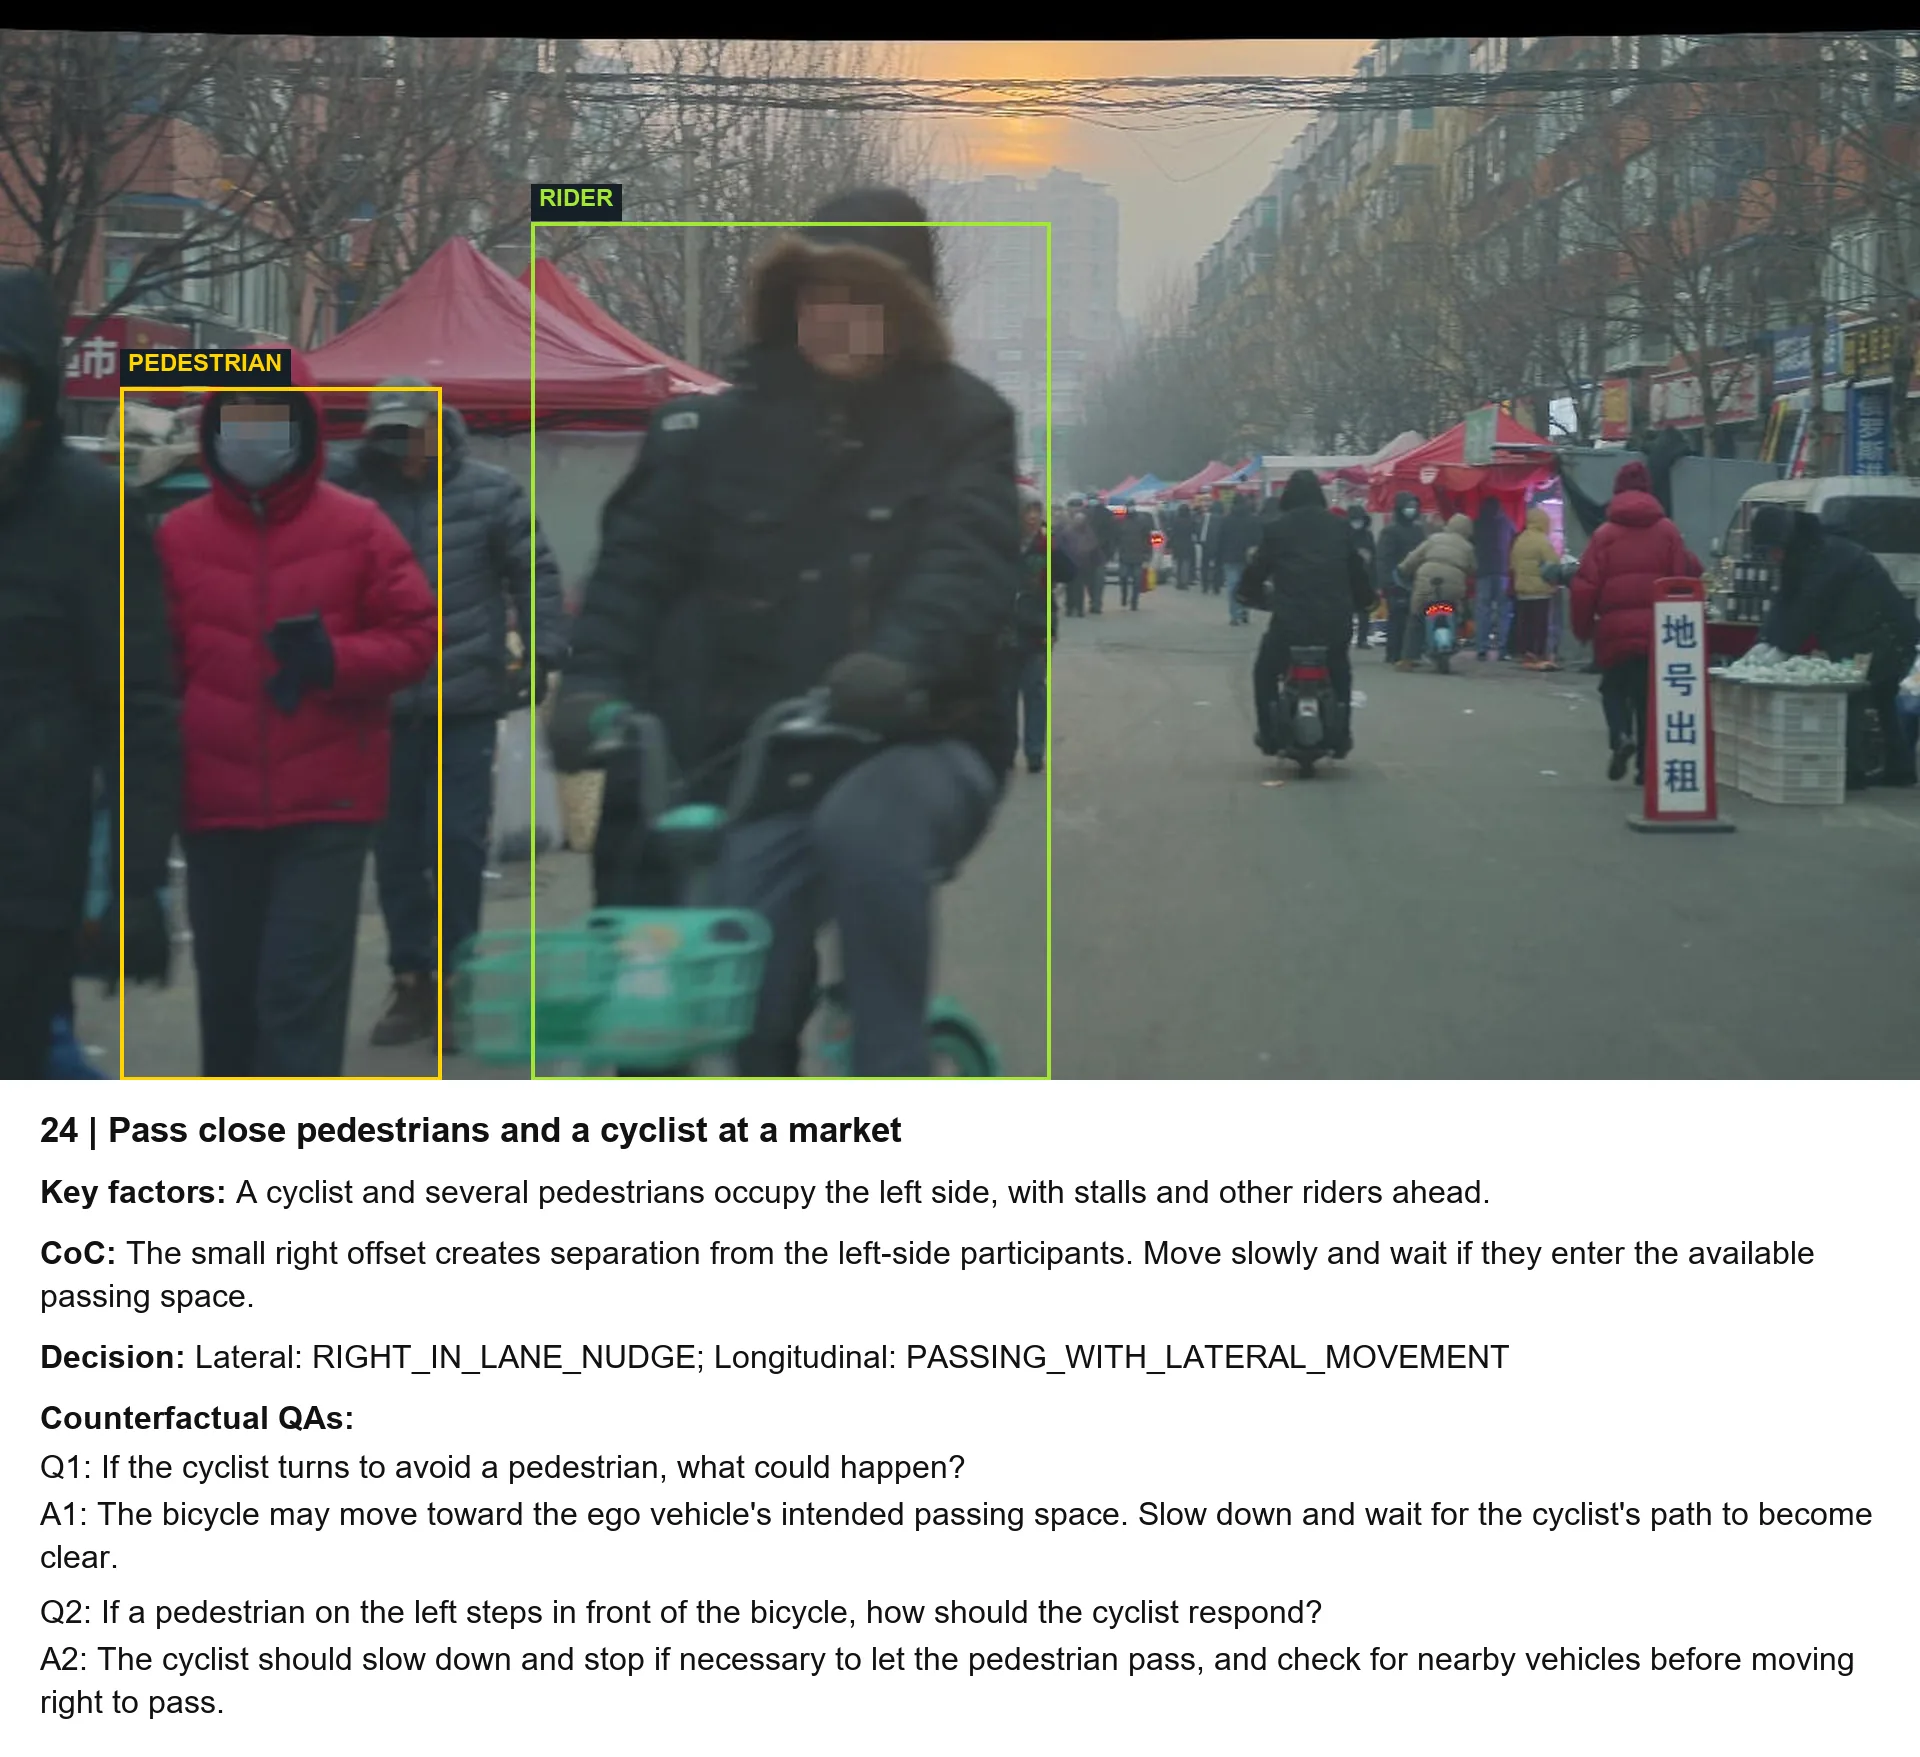 RIDER
PEDESTRIAN
市
地号出租
24 | Pass close pedestrians and a cyclist at a market
Key factors: A cyclist and several pedestrians occupy the left side, with stalls and other riders ahead.
CoC: The small right offset creates separation from the left-side participants. Move slowly and wait if they enter the available
passing space.
Decision: Lateral: RIGHT_IN_LANE_NUDGE; Longitudinal: PASSING_WITH_LATERAL_MOVEMENT
Counterfactual QAs:
Q1: If the cyclist turns to avoid a pedestrian, what could happen?
A1: The bicycle may move toward the ego vehicle's intended passing space. Slow down and wait for the cyclist's path to become
clear.
Q2: If a pedestrian on the left steps in front of the bicycle, how should the cyclist respond?
A2: The cyclist should slow down and stop if necessary to let the pedestrian pass, and check for nearby vehicles before moving
right to pass.